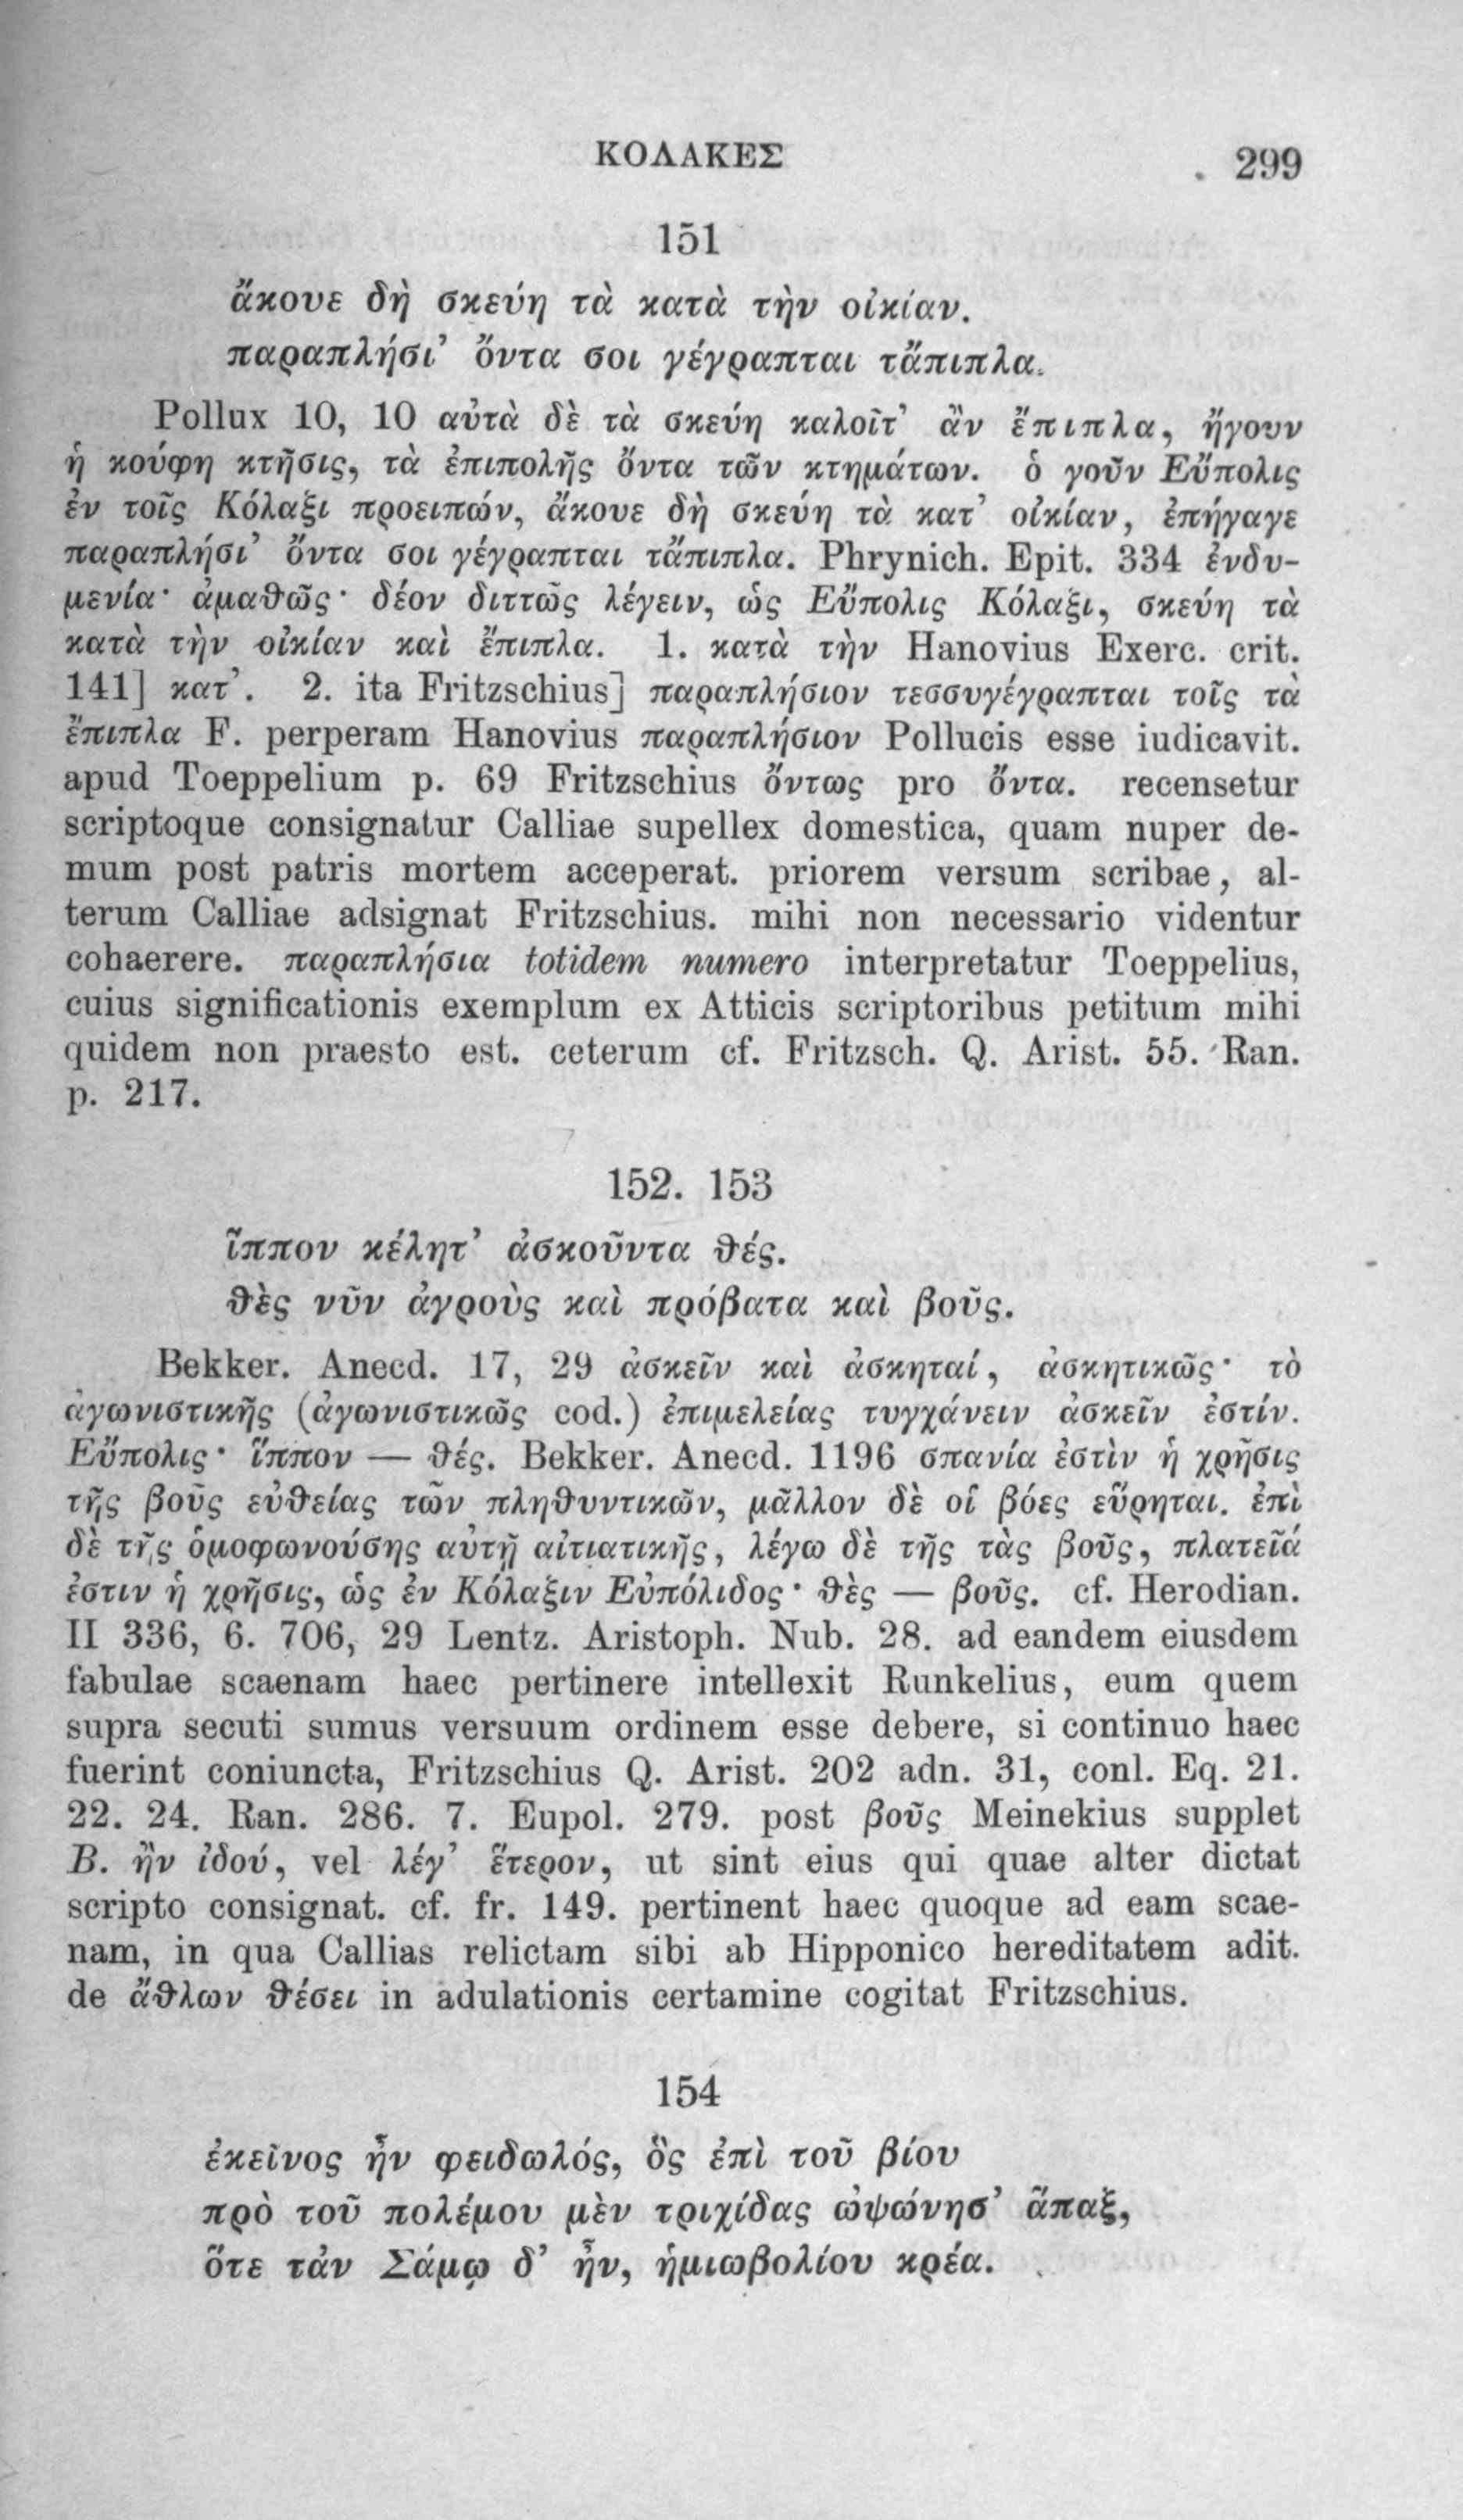 ΚΟΛΑΚΕΣ 299
151
ἄκουε δὴ σκεύη τὰ κατὰ τὴν οἰκίαν.
παραπλήσι’ ὄντα σοι γέγραπται τἄπιπλα.
Pollux 10, 10 αὐτὰ δὲ τὰ σκεύη καλοῖτ’ ἂν ἔπιπλα, ἤγουν
ἡ κούφη κτῆσις, τὰ ἐπιπολῆς ὄντα τῶν κτημάτων. ὁ γοῦν Εὔπολις
ἐν τοῖς Κόλαξι προειπών, ἄκουε δὴ σκεύη τὰ κατ’ οἰκίαν, ἐπήγαγε
παραπλήσι’ ὄντα σοι γέγραπται τἄπιπλα. Phrynich. Epit. 334 ἐνδυ-
μενία· ἀμαθῶς· δέον διττῶς λέγειν, ὡς Εὔπολις Κόλαξι, σκεύη τὰ
κατὰ τὴν οἰκίαν καὶ ἔπιπλα. 1. κατὰ τὴν Hanovius Exerc. crit.
141] κατ’. 2. ita Fritzschius] παραπλήσιον τεσσυγέγραπται τοῖς τὰ
ἔπιπλα F. perperam Hanovius παραπλήσιον Pollucis esse iudicavit.
apud Toeppelium p. 69 Fritzschius ὄντως pro ὄντα. recensetur
scriptoque consignatur Calliae supellex domestica, quam nuper de-
mum post patris mortem acceperat. priorem versum scribae, al-
terum Calliae adsignat Fritzschius. mihi non necessario videntur
cohaerere. παραπλήσια totidem numero interpretatur Toeppelius,
cuius significationis exemplum ex Atticis scriptoribus petitum mihi
quidem non praesto est. ceterum cf. Fritzsch. Q. Arist. 55. Ran.
p. 217.
152. 153
ἵππον κέλητ’ ἀσκοῦντα θές.
θὲς νῦν ἀγροὺς καὶ πρόβατα καὶ βοῦς.
Bekker. Anecd. 17, 29 ἀσκεῖν καὶ ἀσκηταί, ἀσκητικῶς· τὸ
ἀγωνιστικῆς (ἀγωνιστικῶς cod.) ἐπιμελείας τυγχάνειν ἀσκεῖν ἐστίν.
Εὔπολις· ἵππον — θές. Bekker. Anecd. 1196 σπανία ἐστὶν ἡ χρῆσις
τῆς βοῦς εὐθείας τῶν πληθυντικῶν, μᾶλλον δὲ οἱ βόες εὕρηται. ἐπὶ
δὲ τῆς ὁμοφωνούσης αὐτῇ αἰτιατικῆς, λέγω δὲ τῆς τὰς βοῦς, πλατεῖά
ἐστιν ἡ χρῆσις, ὡς ἐν Κόλαξιν Εὐπόλιδος· θὲς — βοῦς. cf. Herodian.
II 336, 6. 706, 29 Lentz. Aristoph. Nub. 28. ad eandem eiusdem
fabulae scaenam haec pertinere intellexit Runkelius, eum quem
supra secuti sumus versuum ordinem esse debere, si continuo haec
fuerint coniuncta, Fritzschius Q. Arist. 202 adn. 31, conl. Eq. 21.
22. 24. Ran. 286. 7. Eupol. 279. post βοῦς Meinekius supplet
B. ἢν ἰδού, vel λέγ’ ἕτερον, ut sint eius qui quae alter dictat
scripto consignat. cf. fr. 149. pertinent haec quoque ad eam scae-
nam, in qua Callias relictam sibi ab Hipponico hereditatem adit.
de ἄθλων θέσει in adulationis certamine cogitat Fritzschius.
154
ἐκεῖνος ἦν φειδωλός, ὃς ἐπὶ τοῦ βίου
πρὸ τοῦ πολέμου μὲν τριχίδας ὠψώνησ’ ἅπαξ,
ὅτε τἀν Σάμῳ δ’ ἦν, ἡμιωβολίου κρέα.